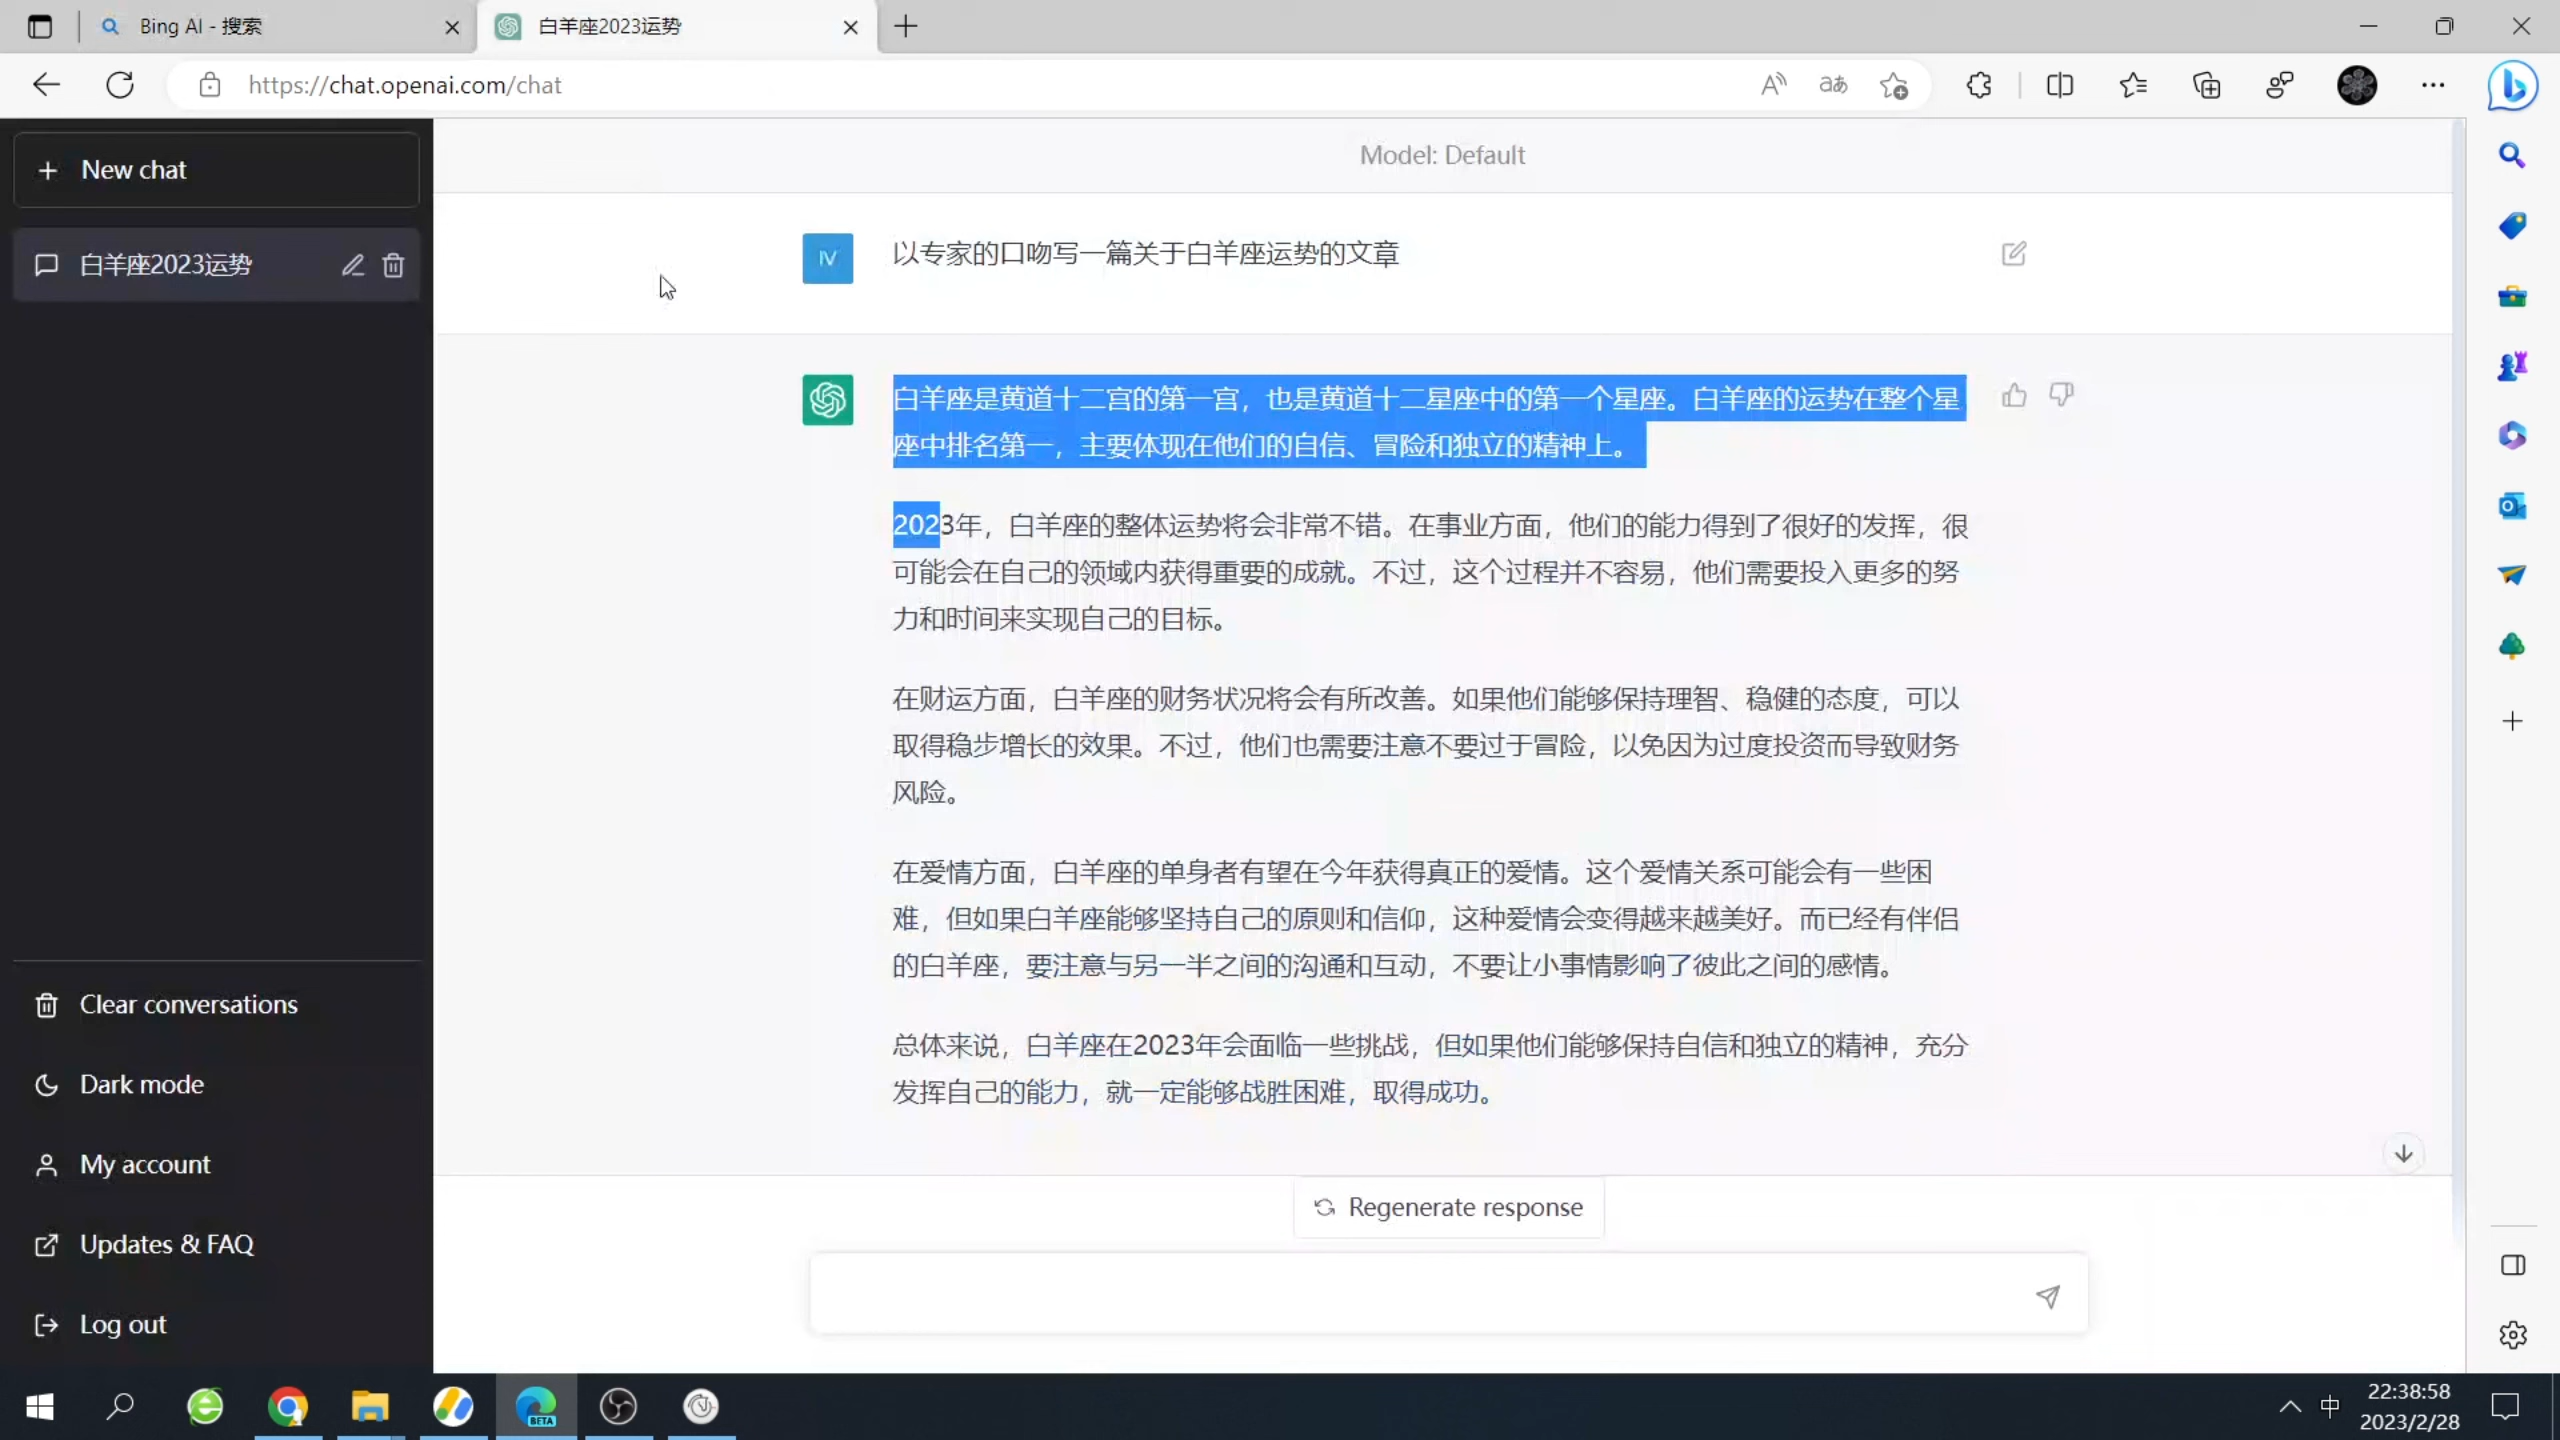 Bing AI - 搜索
白羊座2023运势
https://chat.openai.com/chat
New chat
白羊座2023运势
Model: Default
IV
以专家的口吻写一篇关于白羊座运势的文章
白羊座是黄道十二宫的第一宫，也是黄道十二星座中的第一个星座。白羊座的运势在整个星
座中排名第一，主要体现在他们的自信、冒险和独立的精神上。
2023年，白羊座的整体运势将会非常不错。在事业方面，他们的能力得到了很好的发挥，很
可能会在自己的领域内获得重要的成就。不过，这个过程并不容易，他们需要投入更多的努
力和时间来实现自己的目标。
在财运方面，白羊座的财务状况将会有所改善。如果他们能够保持理智、稳健的态度，可以
取得稳步增长的效果。不过，他们也需要注意不要过于冒险，以免因为过度投资而导致财务
风险。
在爱情方面，白羊座的单身者有望在今年获得真正的爱情。这个爱情关系可能会有一些困
难，但如果白羊座能够坚持自己的原则和信仰，这种爱情会变得越来越美好。而已经有伴侣
的白羊座，要注意与另一半之间的沟通和互动，不要让小事情影响了彼此之间的感情。
总体来说，白羊座在2023年会面临一些挑战，但如果他们能够保持自信和独立的精神，充分
发挥自己的能力，就一定能够战胜困难，取得成功。
Clear conversations
Dark mode
My account
Updates & FAQ
Log out
Regenerate response
BETA
中
22:38:58
2023/2/28